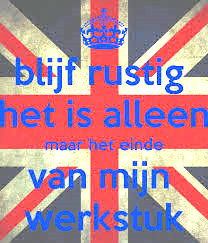 blijf rustig
het is alleen
maar het einde
van mijn
werkstuk